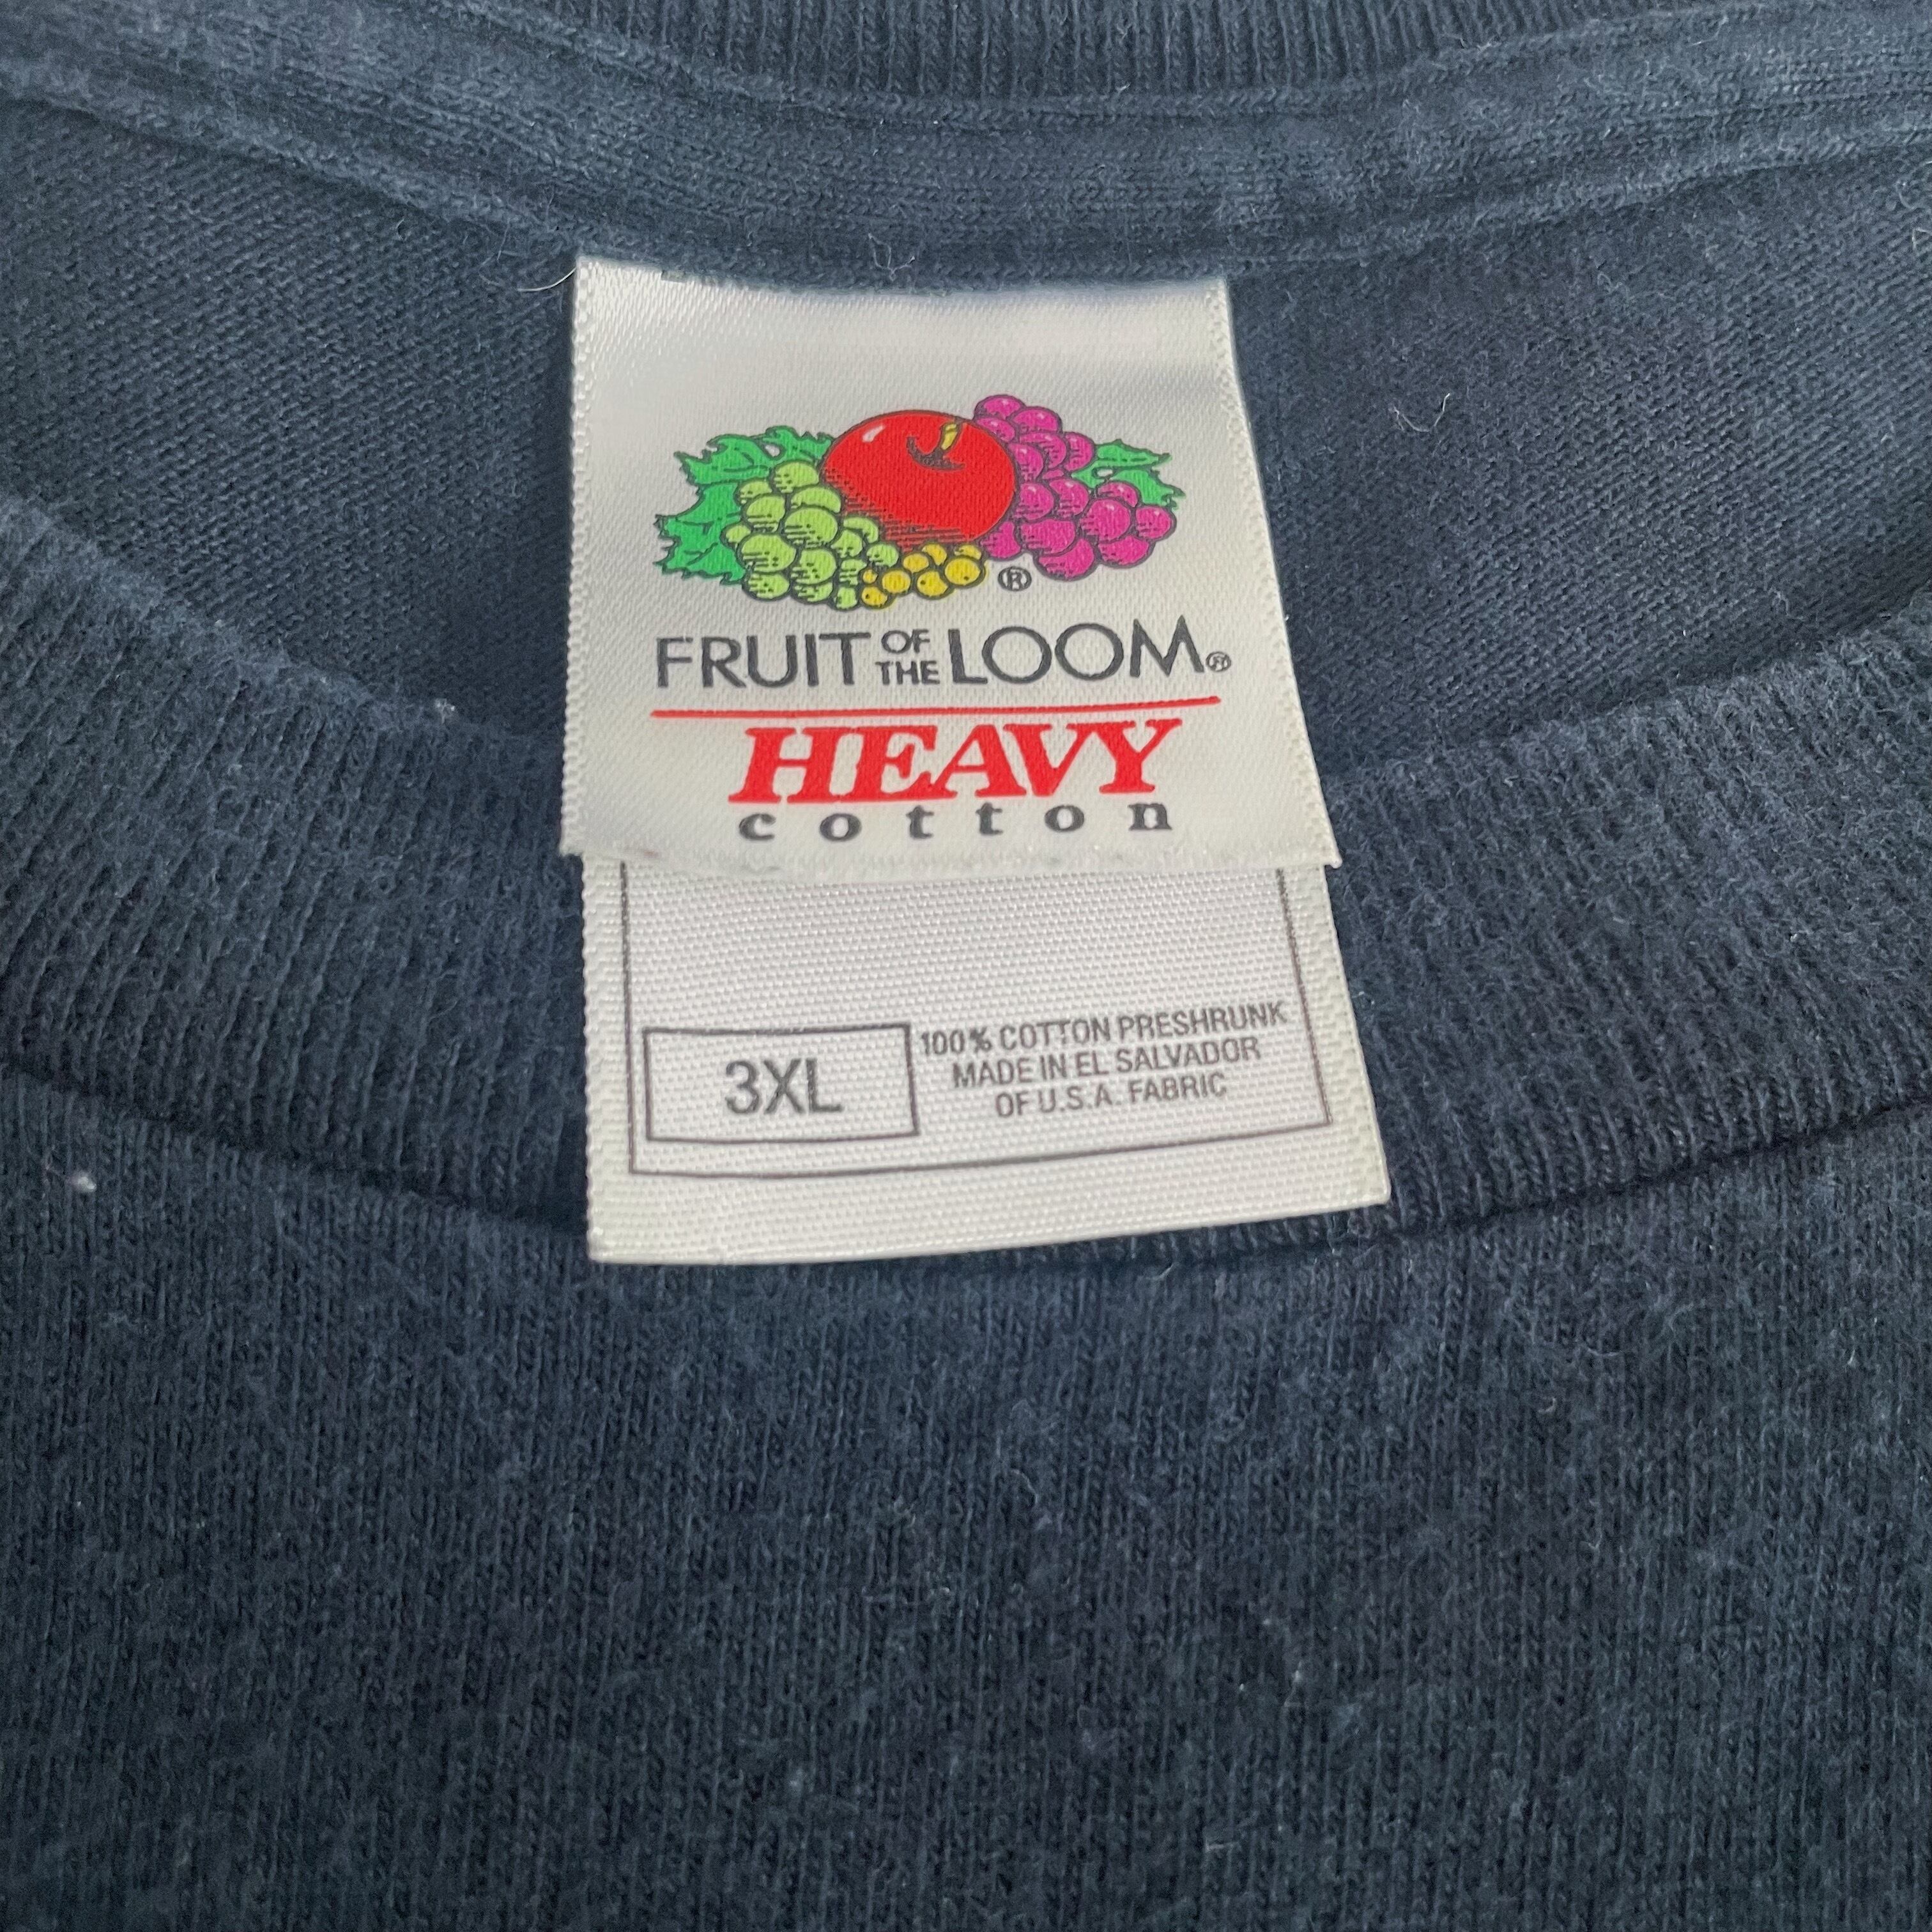 ®
FRUIT OF THE LOOM®
HEAVY
cotton
3XL
100% COTTON PRESHRUNK
MADE IN EL SALVADOR
OF U.S.A. FABRIC